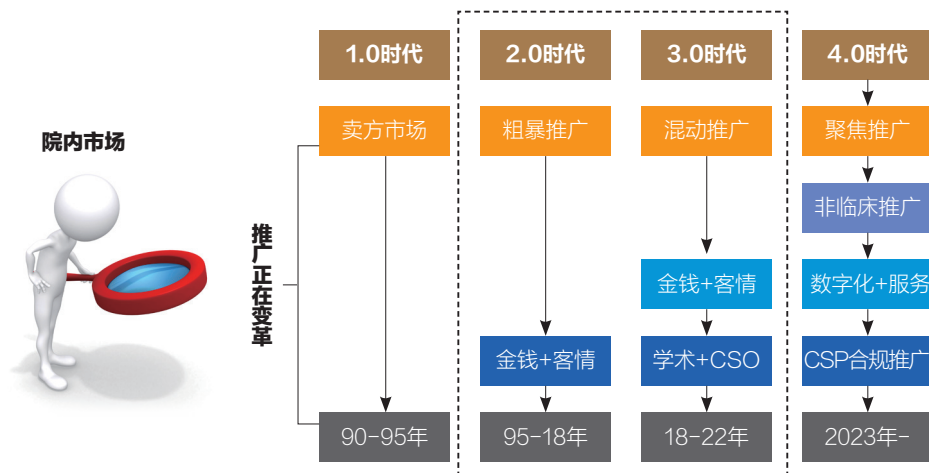 1.0时代
2.0时代
3.0时代
4.0时代
卖方市场
粗暴推广
混动推广
聚焦推广
院内市场
非临床推广
推广正在变革
金钱+客情
数字化+服务
金钱+客情
学术+CSO
CSP合规推广
90-95年
95-18年
18-22年
2023年-